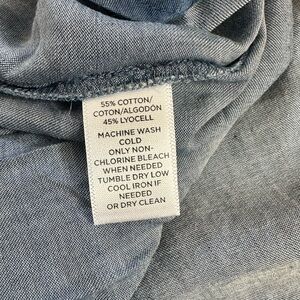 55% COTTON/
COTON/ALGODÓN
45% LYOCELL
MACHINE WASH
COLD
ONLY NON-
CHLORINE BLEACH
WHEN NEEDED
TUMBLE DRY LOW
COOL IRON IF
NEEDED
OR DRY CLEAN